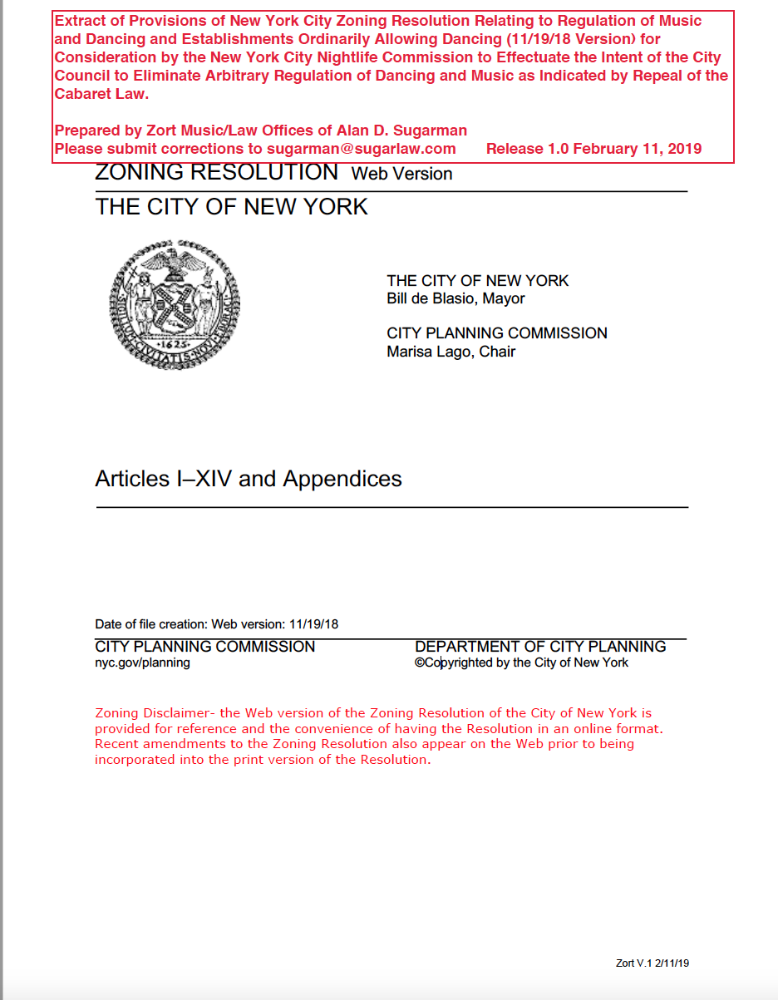 Extract of Provisions of New York City Zoning Resolution Relating to Regulation of Music
and Dancing and Establishments Ordinarily Allowing Dancing (11/19/18 Version) for
Consideration by the New York City Nightlife Commission to Effectuate the Intent of the City
Council to Eliminate Arbitrary Regulation of Dancing and Music as Indicated by Repeal of the
Cabaret Law.
Prepared by Zort Music/Law Offices of Alan D. Sugarman
Please submit corrections to sugarman@sugarlaw.com Release 1.0 February 11, 2019
ZONING RESOLUTION Web Version
THE CITY OF NEW YORK
SIGILLUM CIVITATIS NOVI EBORACI
1625
THE CITY OF NEW YORK
Bill de Blasio, Mayor
CITY PLANNING COMMISSION
Marisa Lago, Chair
Articles I–XIV and Appendices
Date of file creation: Web version: 11/19/18
CITY PLANNING COMMISSION
nyc.gov/planning
DEPARTMENT OF CITY PLANNING
©Copyrighted by the City of New York
Zoning Disclaimer- the Web version of the Zoning Resolution of the City of New York is
provided for reference and the convenience of having the Resolution in an online format.
Recent amendments to the Zoning Resolution also appear on the Web prior to being
incorporated into the print version of the Resolution.
Zort V.1 2/11/19